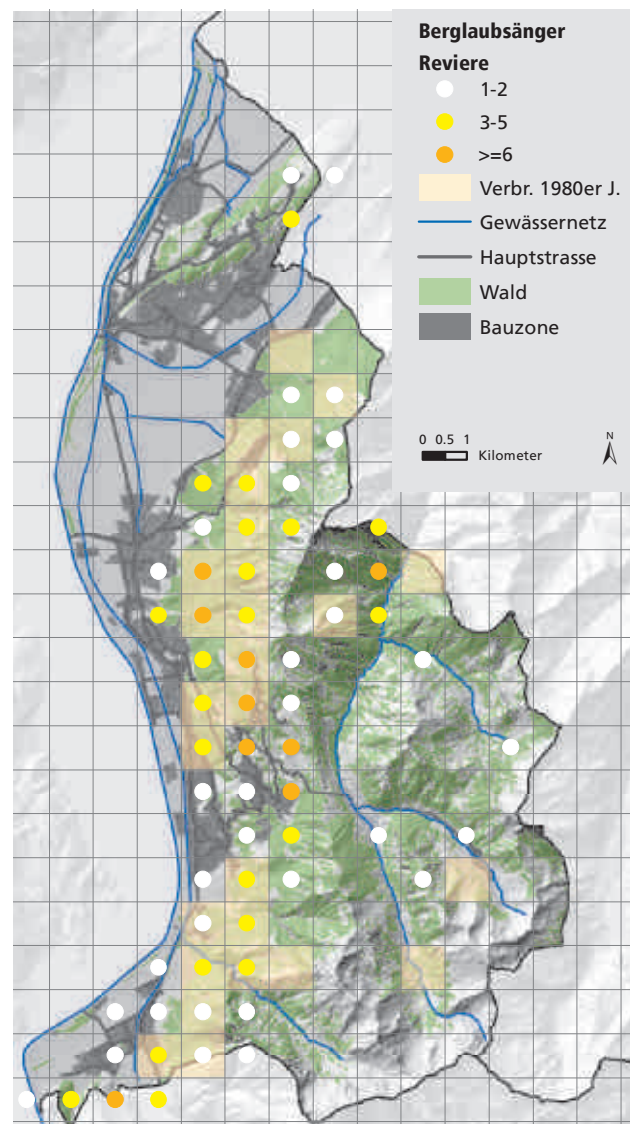 Berglaubsänger
Reviere
1-2
3-5
>=6
Verbr. 1980er J.
Gewässernetz
Hauptstrasse
Wald
Bauzone
0 0.5 1 Kilometer
N